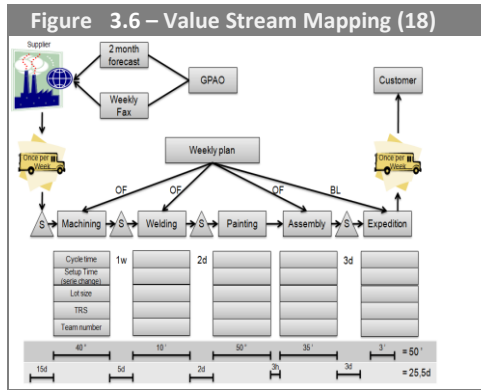 Figure 3.6 – Value Stream Mapping (18)
Supplier
2 month
forecast
GPAO
Customer
Weekly
Fax
Once per
Week
Weekly plan
Once per
Week
OF
OF
OF
BL
S
Machining
S
Welding
S
Painting
Assembly
S
Expedition
Cycle time
1w
2d
3d
Setup Time
(serie change)
Lot size
TRS
Team number
40"
10'
50"
35'
3'
= 50'
15d
5d
2d
3h
3d
= 25,5d